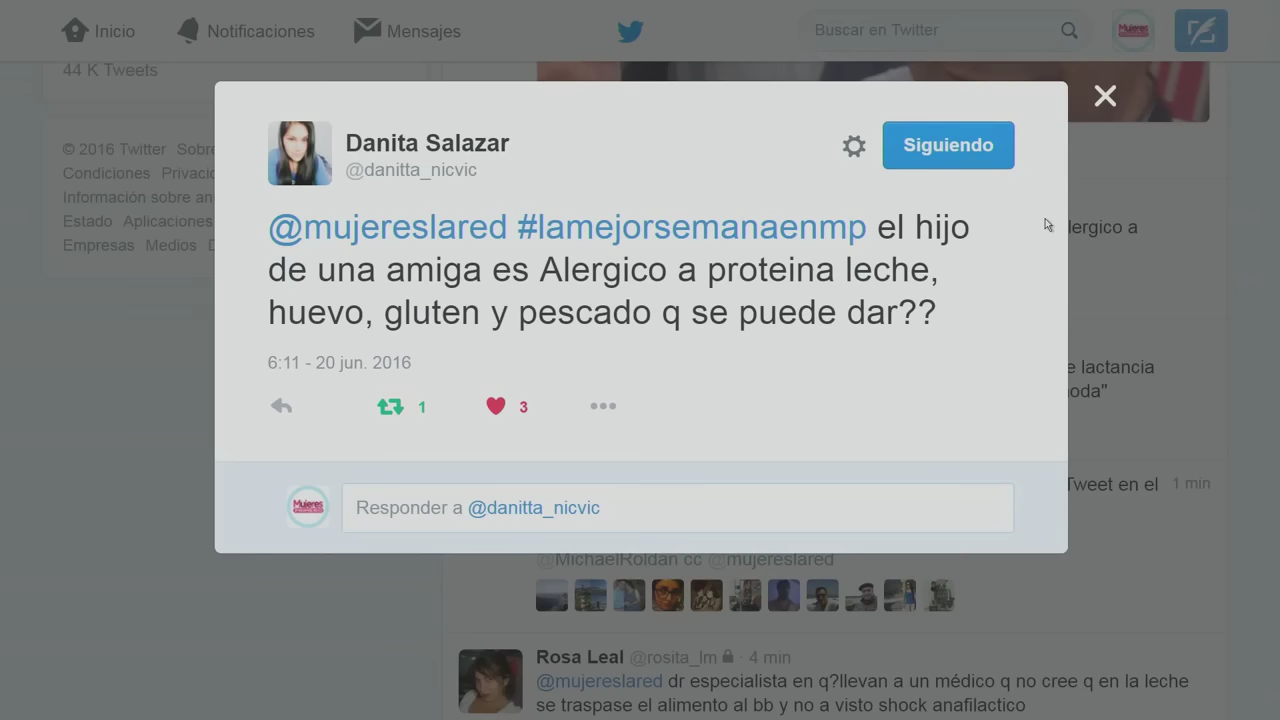 Inicio
Notificaciones
Mensajes
Buscar en Twitter
44 K Tweets
© 2016 Twitter Sobre
Condiciones Privacid
Información sobre an
Estado Aplicaciones
Empresas Medios D
Danita Salazar
@danitta_nicvic
Siguiendo
@mujereslared #lamejorsemanaenmp el hijo
de una amiga es Alergico a proteina leche,
huevo, gluten y pescado q se puede dar??
6:11 - 20 jun. 2016
1
3
Mujeres
Responder a @danitta_nicvic
lergico a
e lactancia
oda"
Tweet en el 1 min
@MichaelRoldan cc @mujereslared
Rosa Leal @rosita_lm · 4 min
@mujereslared dr especialista en q?llevan a un médico q no cree q en la leche
se traspase el alimento al bb y no a visto shock anafilactico